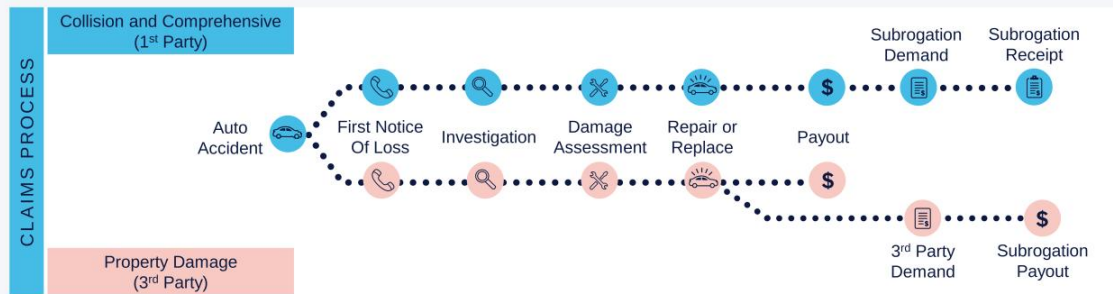 CLAIMS PROCESS
Collision and Comprehensive
(1st Party)
Subrogation
Demand
Subrogation
Receipt
$
Auto
Accident
First Notice
Of Loss
Investigation
Damage
Assessment
Repair or
Replace
Payout
$
$
3rd Party
Demand
Subrogation
Payout
Property Damage
(3rd Party)